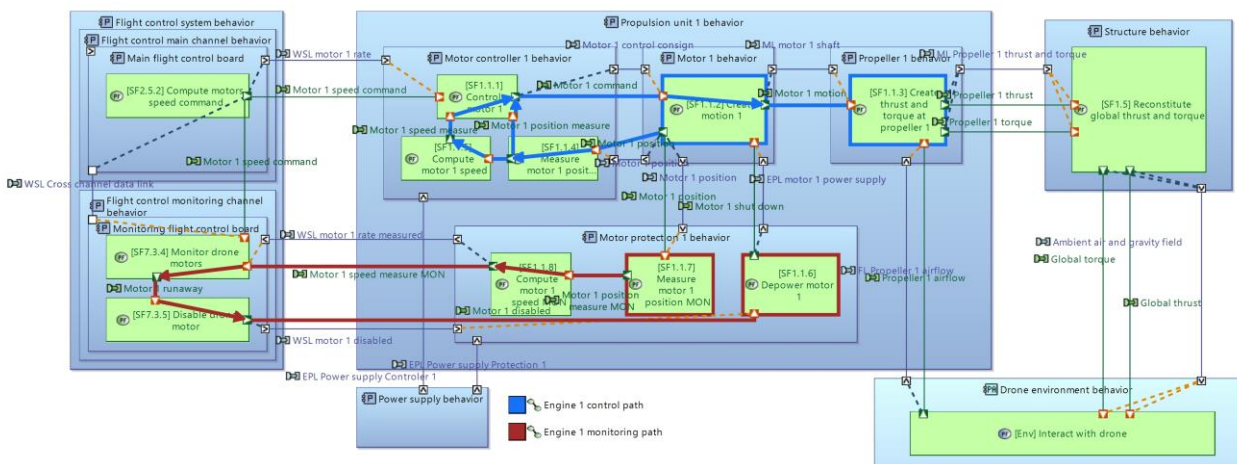 Flight control system behavior
Flight control main channel behavior
Main flight control board
[SF2.5.2] Compute motors
speed command
Motor 1 speed command
WSL motor 1 rate
Motor 1 speed command
WSL Cross channel data link
Flight control monitoring channel
behavior
Monitoring flight control board
[SF7.3.4] Monitor drone
motors
Motor 1 runaway
[SF7.3.5] Disable
motor
WSL motor 1 rate measured
Motor 1 speed measure MON
WSL motor 1 disabled
EPL Power supply Controler 1
EPL Power supply Protection 1
Propulsion unit 1 behavior
Motor controller 1 behavior
[SF1.1.1]
Control
motor 1
Motor 1 speed measure
Motor 1 position measure
Compute
motor 1 speed
[SF1.1.4]
Measure
motor 1 posit...
Motor 1 control consign
Motor 1 command
Motor 1 behavior
[SF1.1.2]
motion 1
Motor 1 position
Motor 1 position
Motor 1 position
Motor 1 position
ML motor 1 shaft
Motor 1 motion
Propeller 1 behavior
[SF1.1.3] Create
thrust and
torque at
propeller 1
ML Propeller 1 thrust and torque
Propeller 1 thrust
Propeller 1 torque
EPL motor 1 power supply
Motor 1 shut down
Motor protection 1 behavior
[SF1.1.8]
Compute
motor 1
speed MON
Motor 1 position
measure MON
Motor 1 disabled
[SF1.1.7]
Measure
motor 1
position MON
[SF1.1.6]
Depower motor
1
FL Propeller 1 airflow
Propeller 1 airflow
Structure behavior
[SF1.5] Reconstitute
global thrust and torque
Ambient air and gravity field
Global torque
Global thrust
Power supply behavior
Engine 1 control path
Engine 1 monitoring path
Drone environment behavior
[Env] Interact with drone